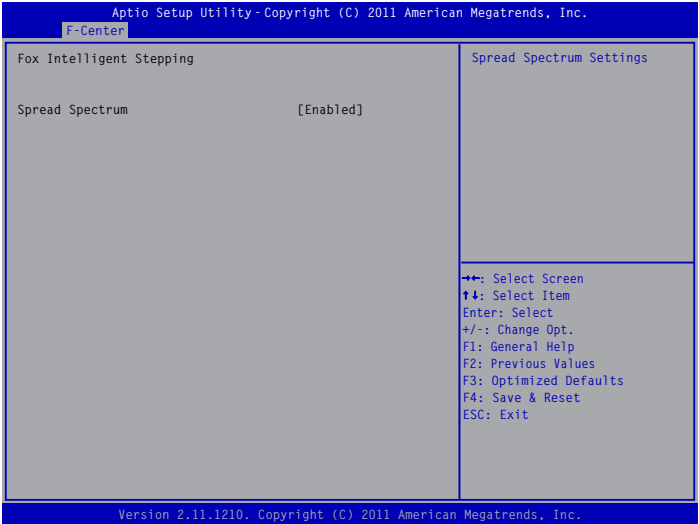 Aptio Setup Utility - Copyright (C) 2011 American Megatrends, Inc.
F-Center
Fox Intelligent Stepping
Spread Spectrum [Enabled]
Spread Spectrum Settings
→←: Select Screen
↑↓: Select Item
Enter: Select
+/-: Change Opt.
F1: General Help
F2: Previous Values
F3: Optimized Defaults
F4: Save & Reset
ESC: Exit
Version 2.11.1210. Copyright (C) 2011 American Megatrends, Inc.